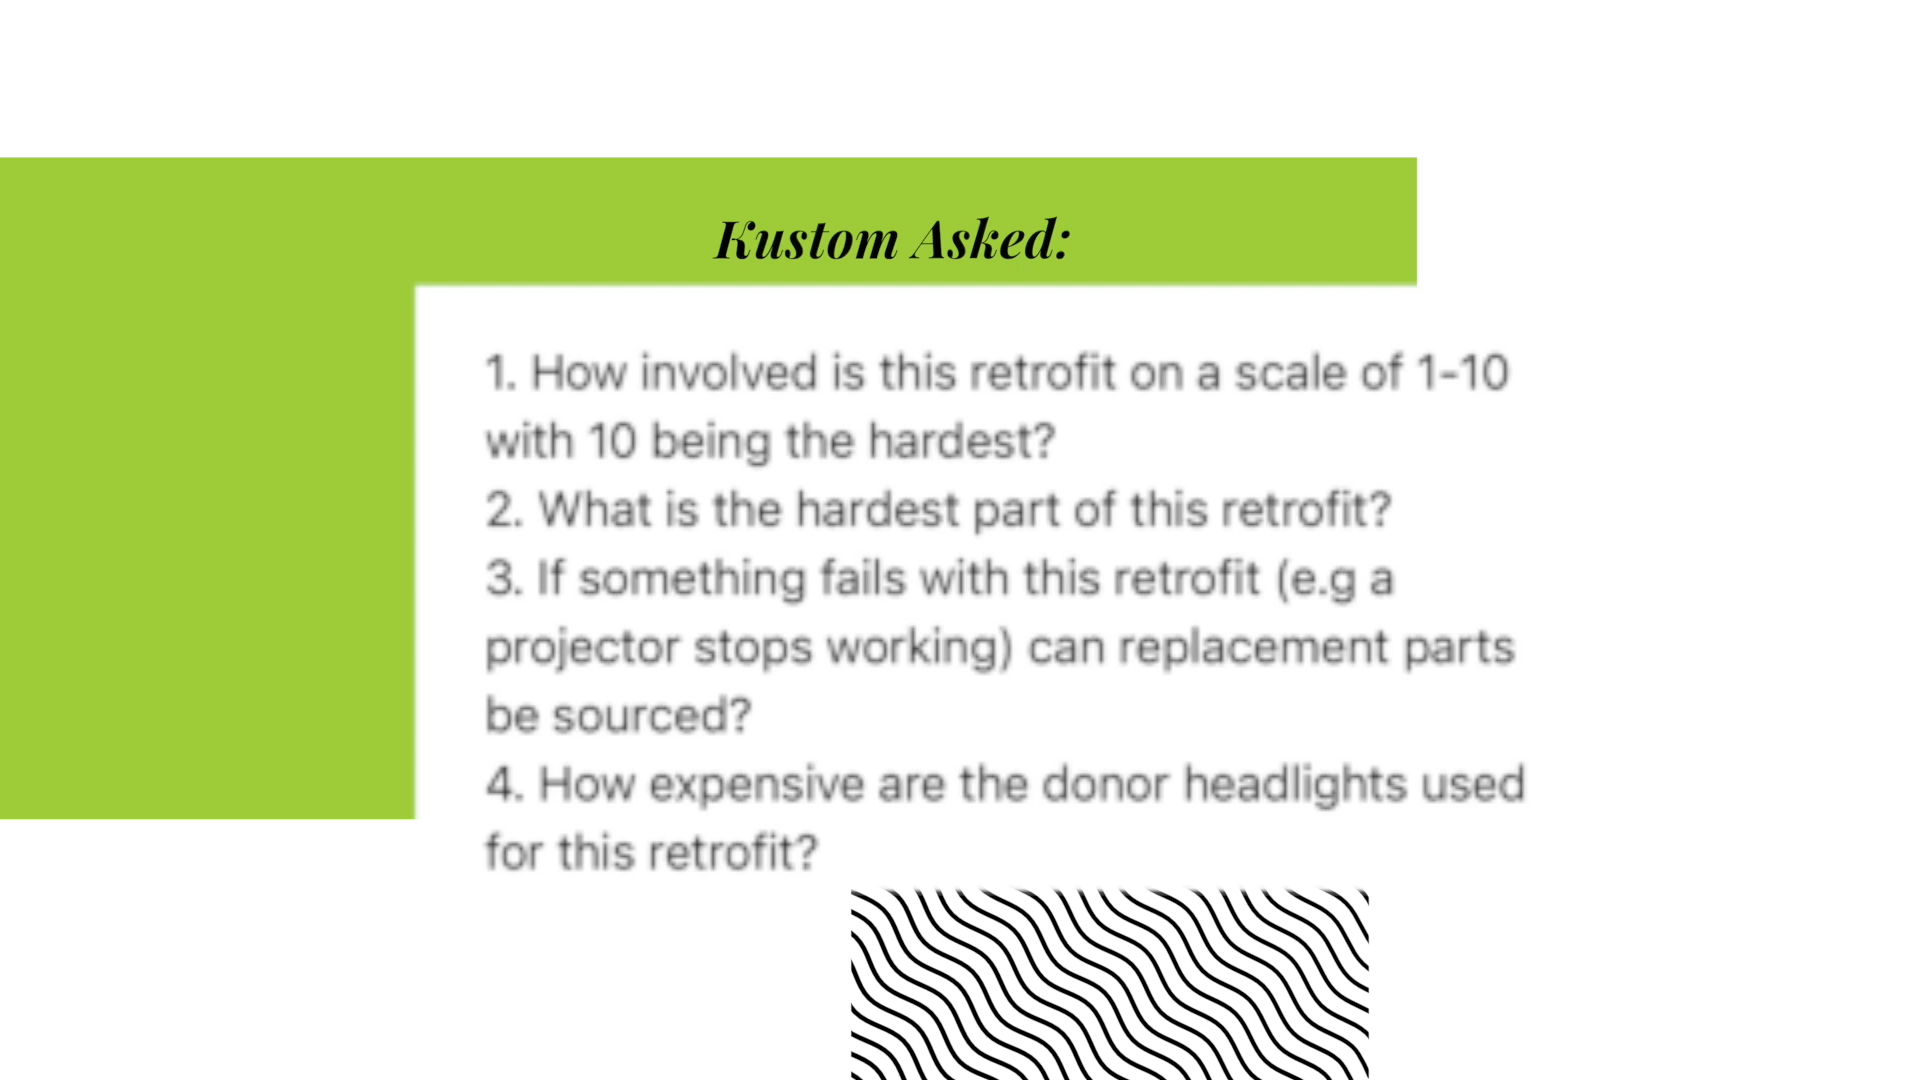 Kustom Asked:
1. How involved is this retrofit on a scale of 1-10
with 10 being the hardest?
2. What is the hardest part of this retrofit?
3. If something fails with this retrofit (e.g a
projector stops working) can replacement parts
be sourced?
4. How expensive are the donor headlights used
for this retrofit?